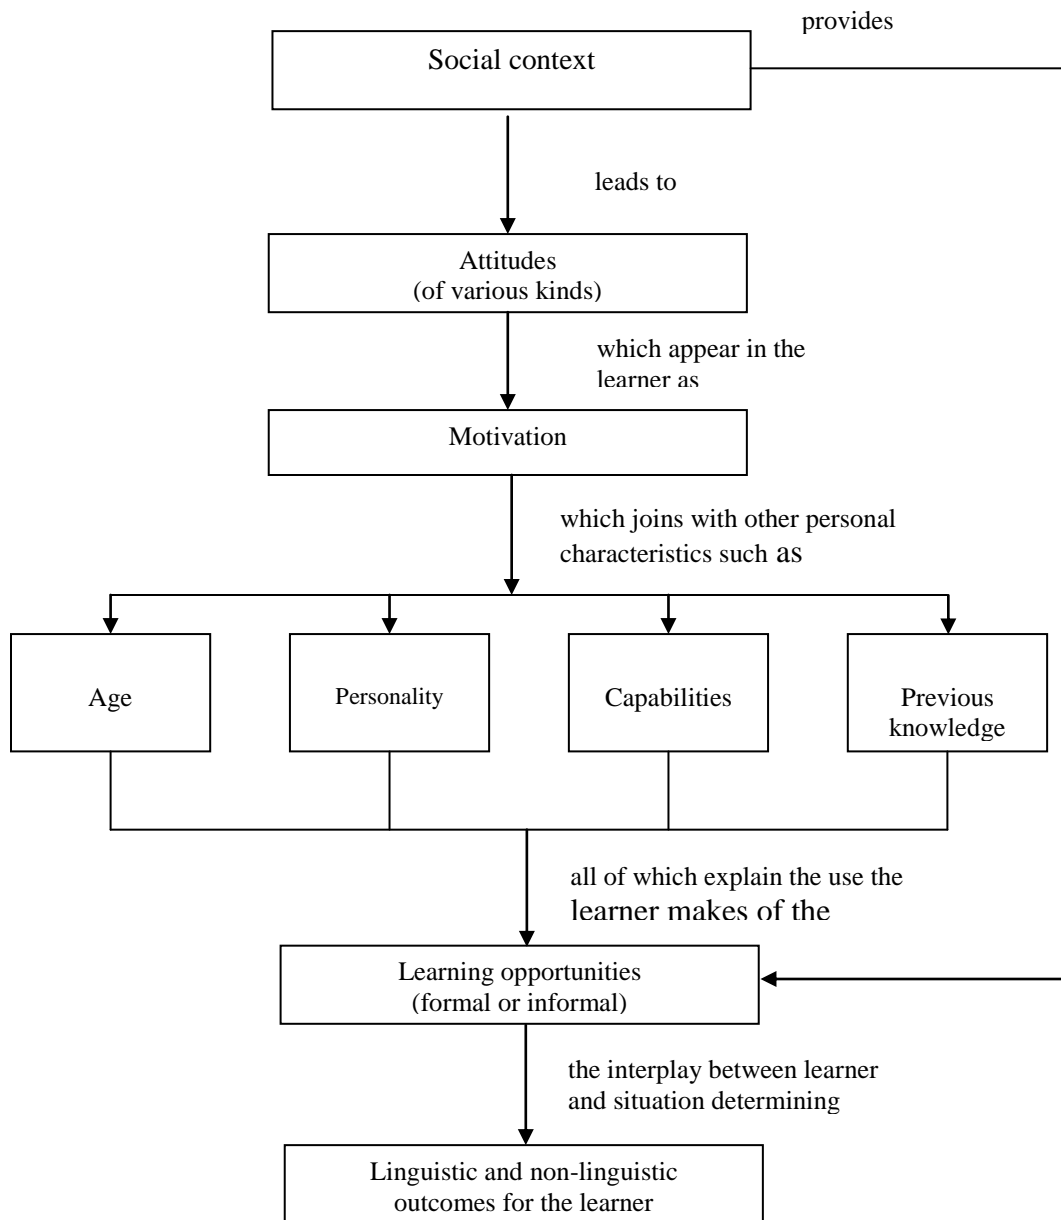 provides
Social context
leads to
Attitudes
(of various kinds)
which appear in the
learner as
Motivation
which joins with other personal
characteristics such as
Age
Personality
Capabilities
Previous
knowledge
all of which explain the use the
learner makes of the
Learning opportunities
(formal or informal)
the interplay between learner
and situation determining
Linguistic and non-linguistic
outcomes for the learner